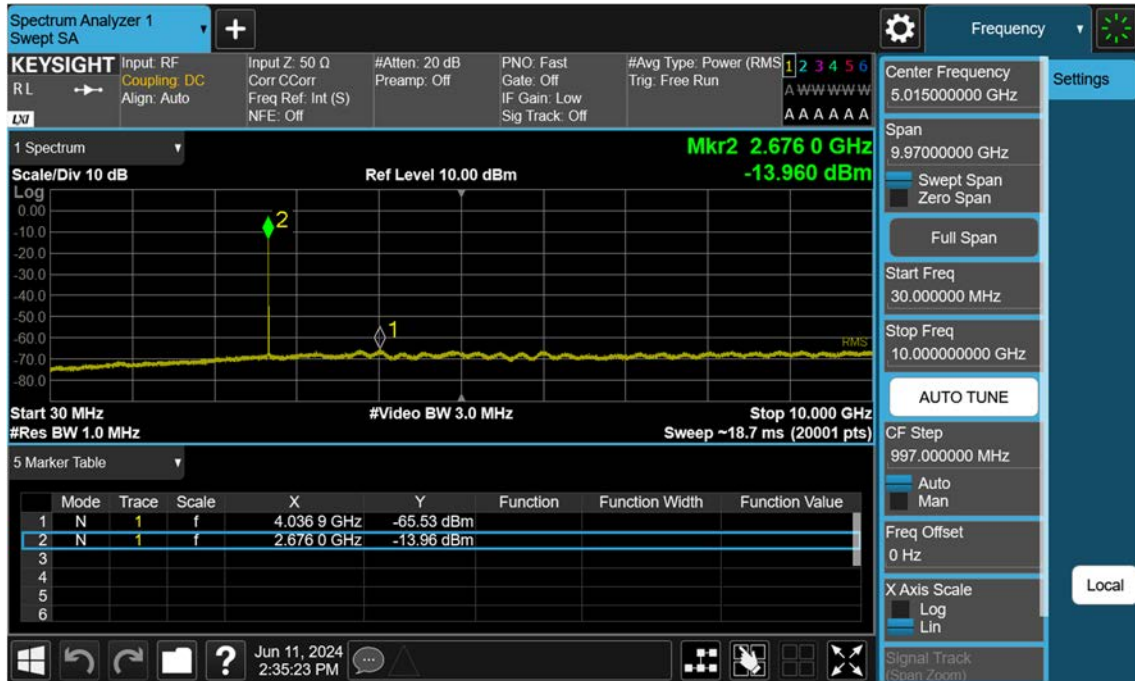 Spectrum Analyzer 1
Swept SA
Frequency
KEYSIGHT
RL
LXI
Input: RF
Coupling: DC
Align: Auto
Input Z: 50 Ω
Corr CCorr
Freq Ref: Int (S)
NFE: Off
#Atten: 20 dB
Preamp: Off
PNO: Fast
Gate: Off
IF Gain: Low
Sig Track: Off
#Avg Type: Power (RMS
Trig: Free Run
1 2 3 4 5 6
A W W W W W
A A A A A A
1 Spectrum
Mkr2 2.676 0 GHz
Scale/Div 10 dB
Ref Level 10.00 dBm
-13.960 dBm
Log
0.00
-10.0
-20.0
-30.0
-40.0
-50.0
-60.0
-70.0
-80.0
2
1
RMS
Start 30 MHz
#Video BW 3.0 MHz
Stop 10.000 GHz
#Res BW 1.0 MHz
Sweep ~18.7 ms (20001 pts)
5 Marker Table
Mode Trace Scale X Y Function Function Width Function Value
1 N 1 f 4.036 9 GHz -65.53 dBm
2 N 1 f 2.676 0 GHz -13.96 dBm
3
4
5
6
Jun 11, 2024
2:35:23 PM
Center Frequency
5.015000000 GHz
Span
9.97000000 GHz
Swept Span
Zero Span
Full Span
Start Freq
30.000000 MHz
Stop Freq
10.000000000 GHz
AUTO TUNE
CF Step
997.000000 MHz
Auto
Man
Freq Offset
0 Hz
X Axis Scale
Log
Lin
Signal Track
(Span Zoom)
Settings
Local